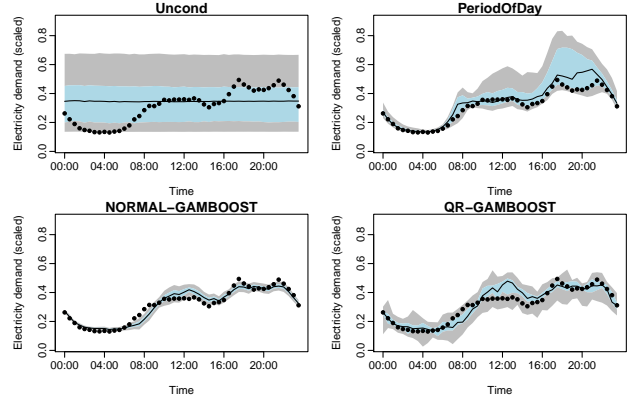 Uncond
Electricity demand (scaled)
0.0 0.2 0.4 0.6 0.8
00:00 04:00 08:00 12:00 16:00 20:00
Time
PeriodOfDay
Electricity demand (scaled)
0.0 0.2 0.4 0.6 0.8
00:00 04:00 08:00 12:00 16:00 20:00
Time
NORMAL−GAMBOOST
Electricity demand (scaled)
0.0 0.2 0.4 0.6 0.8
00:00 04:00 08:00 12:00 16:00 20:00
Time
QR−GAMBOOST
Electricity demand (scaled)
0.0 0.2 0.4 0.6 0.8
00:00 04:00 08:00 12:00 16:00 20:00
Time